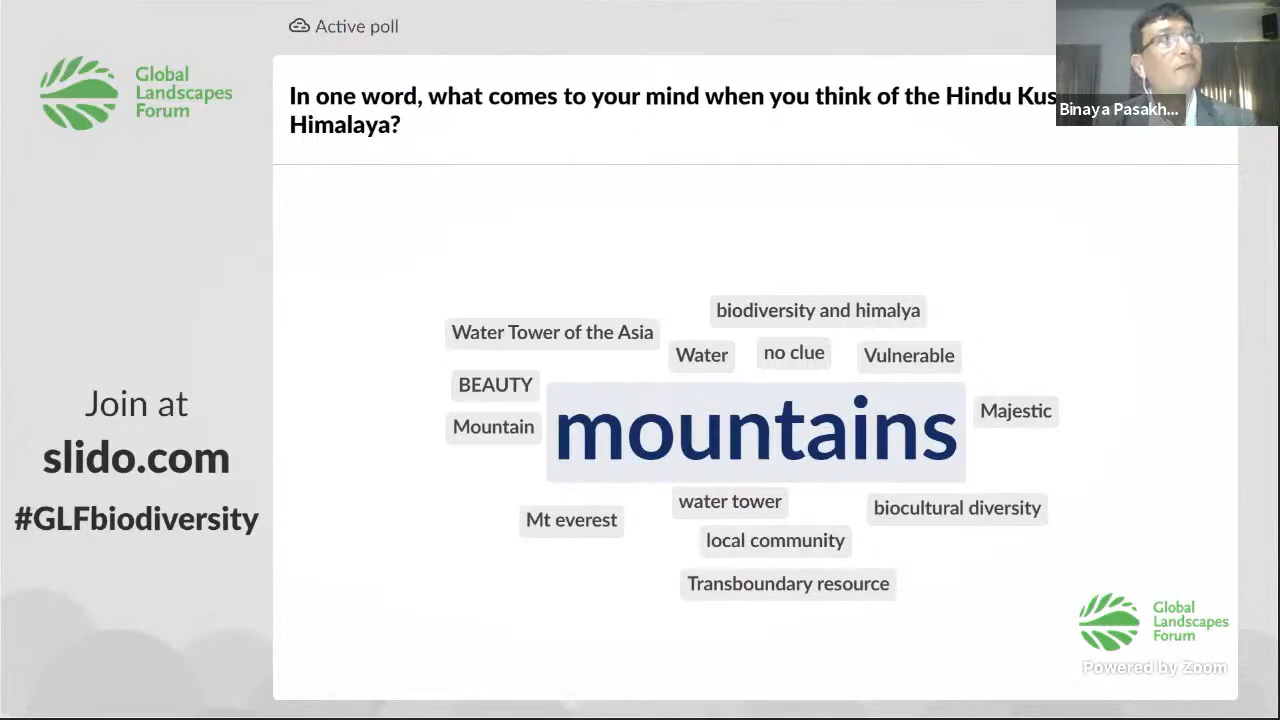 Active poll
Global
Landscapes
Forum
In one word, what comes to your mind when you think of the Hindu Kus
Himalaya?
Binaya Pasakh...
biodiversity and himalya
Water Tower of the Asia
Water
no clue
Vulnerable
BEAUTY
Majestic
Mountain
mountains
water tower
biocultural diversity
Mt everest
local community
Transboundary resource
Join at
slido.com
#GLFbiodiversity
Global
Landscapes
Forum
Powered by Zoom